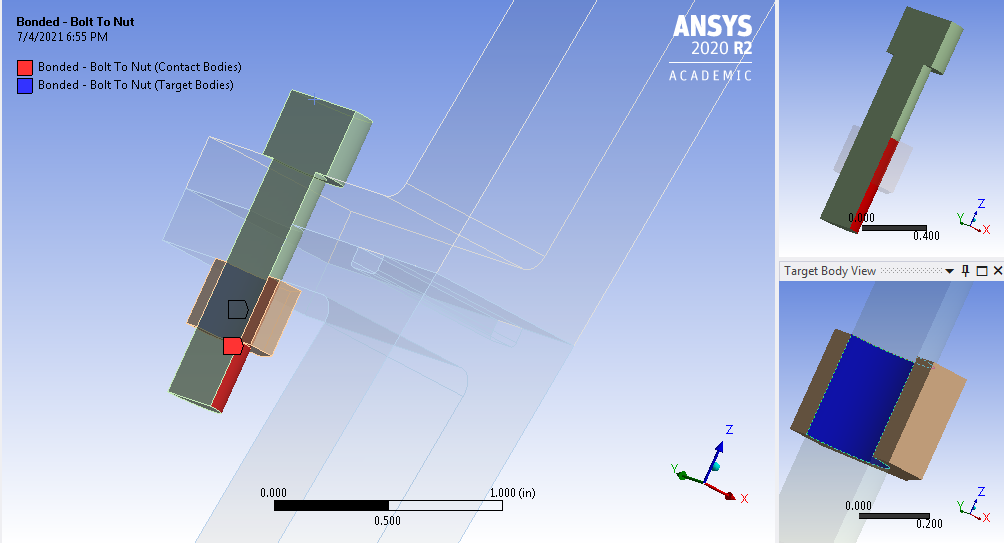 Bonded - Bolt To Nut
7/4/2021 6:55 PM
Bonded - Bolt To Nut (Contact Bodies)
Bonded - Bolt To Nut (Target Bodies)
ANSYS
2020 R2
ACADEMIC
Z
Y
X
0.000
1.000 (in)
0.500
0.000
0.400
Z
Y
X
Target Body View
0.000
0.200
Z
Y
X